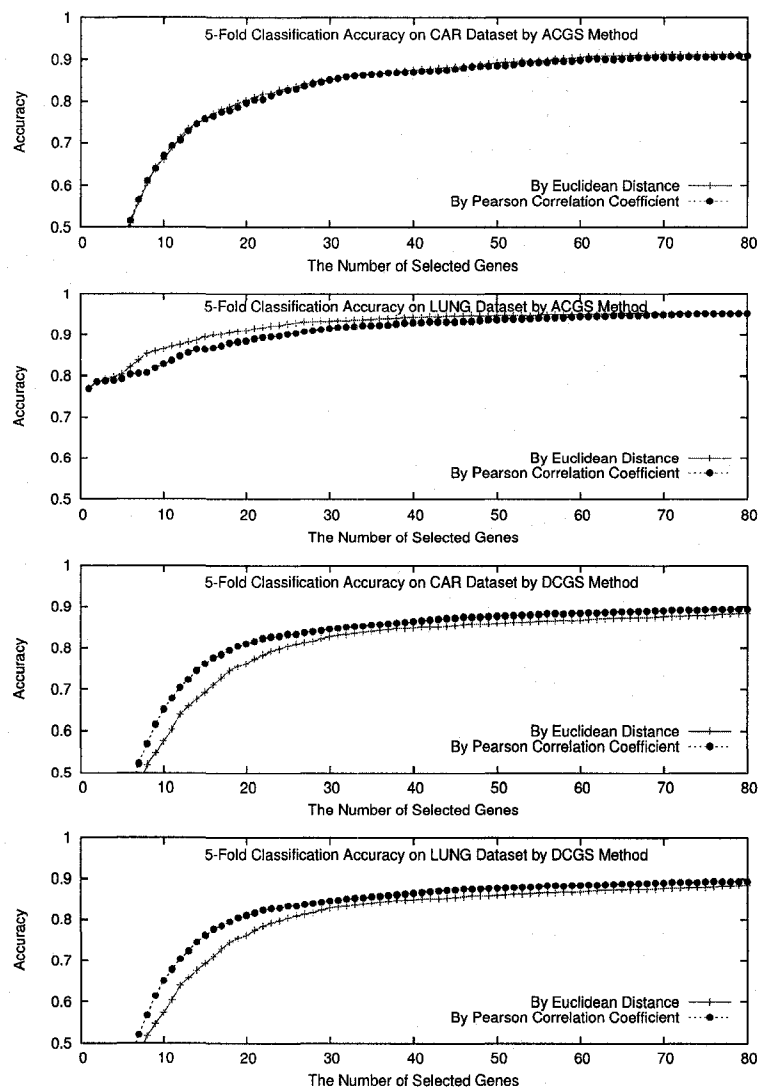 5-Fold Classification Accuracy on CAR Dataset by ACGS Method
1
0.9
0.8
0.7
0.6
0.5
Accuracy
By Euclidean Distance
By Pearson Correlation Coefficient
0 10 20 30 40 50 60 70 80
The Number of Selected Genes
5-Fold Classification Accuracy on LUNG Dataset by ACGS Method
1
0.9
0.8
0.7
0.6
0.5
Accuracy
By Euclidean Distance
By Pearson Correlation Coefficient
0 10 20 30 40 50 60 70 80
The Number of Selected Genes
5-Fold Classification Accuracy on CAR Dataset by DCGS Method
1
0.9
0.8
0.7
0.6
0.5
Accuracy
By Euclidean Distance
By Pearson Correlation Coefficient
0 10 20 30 40 50 60 70 80
The Number of Selected Genes
5-Fold Classification Accuracy on LUNG Dataset by DCGS Method
1
0.9
0.8
0.7
0.6
0.5
Accuracy
By Euclidean Distance
By Pearson Correlation Coefficient
0 10 20 30 40 50 60 70 80
The Number of Selected Genes